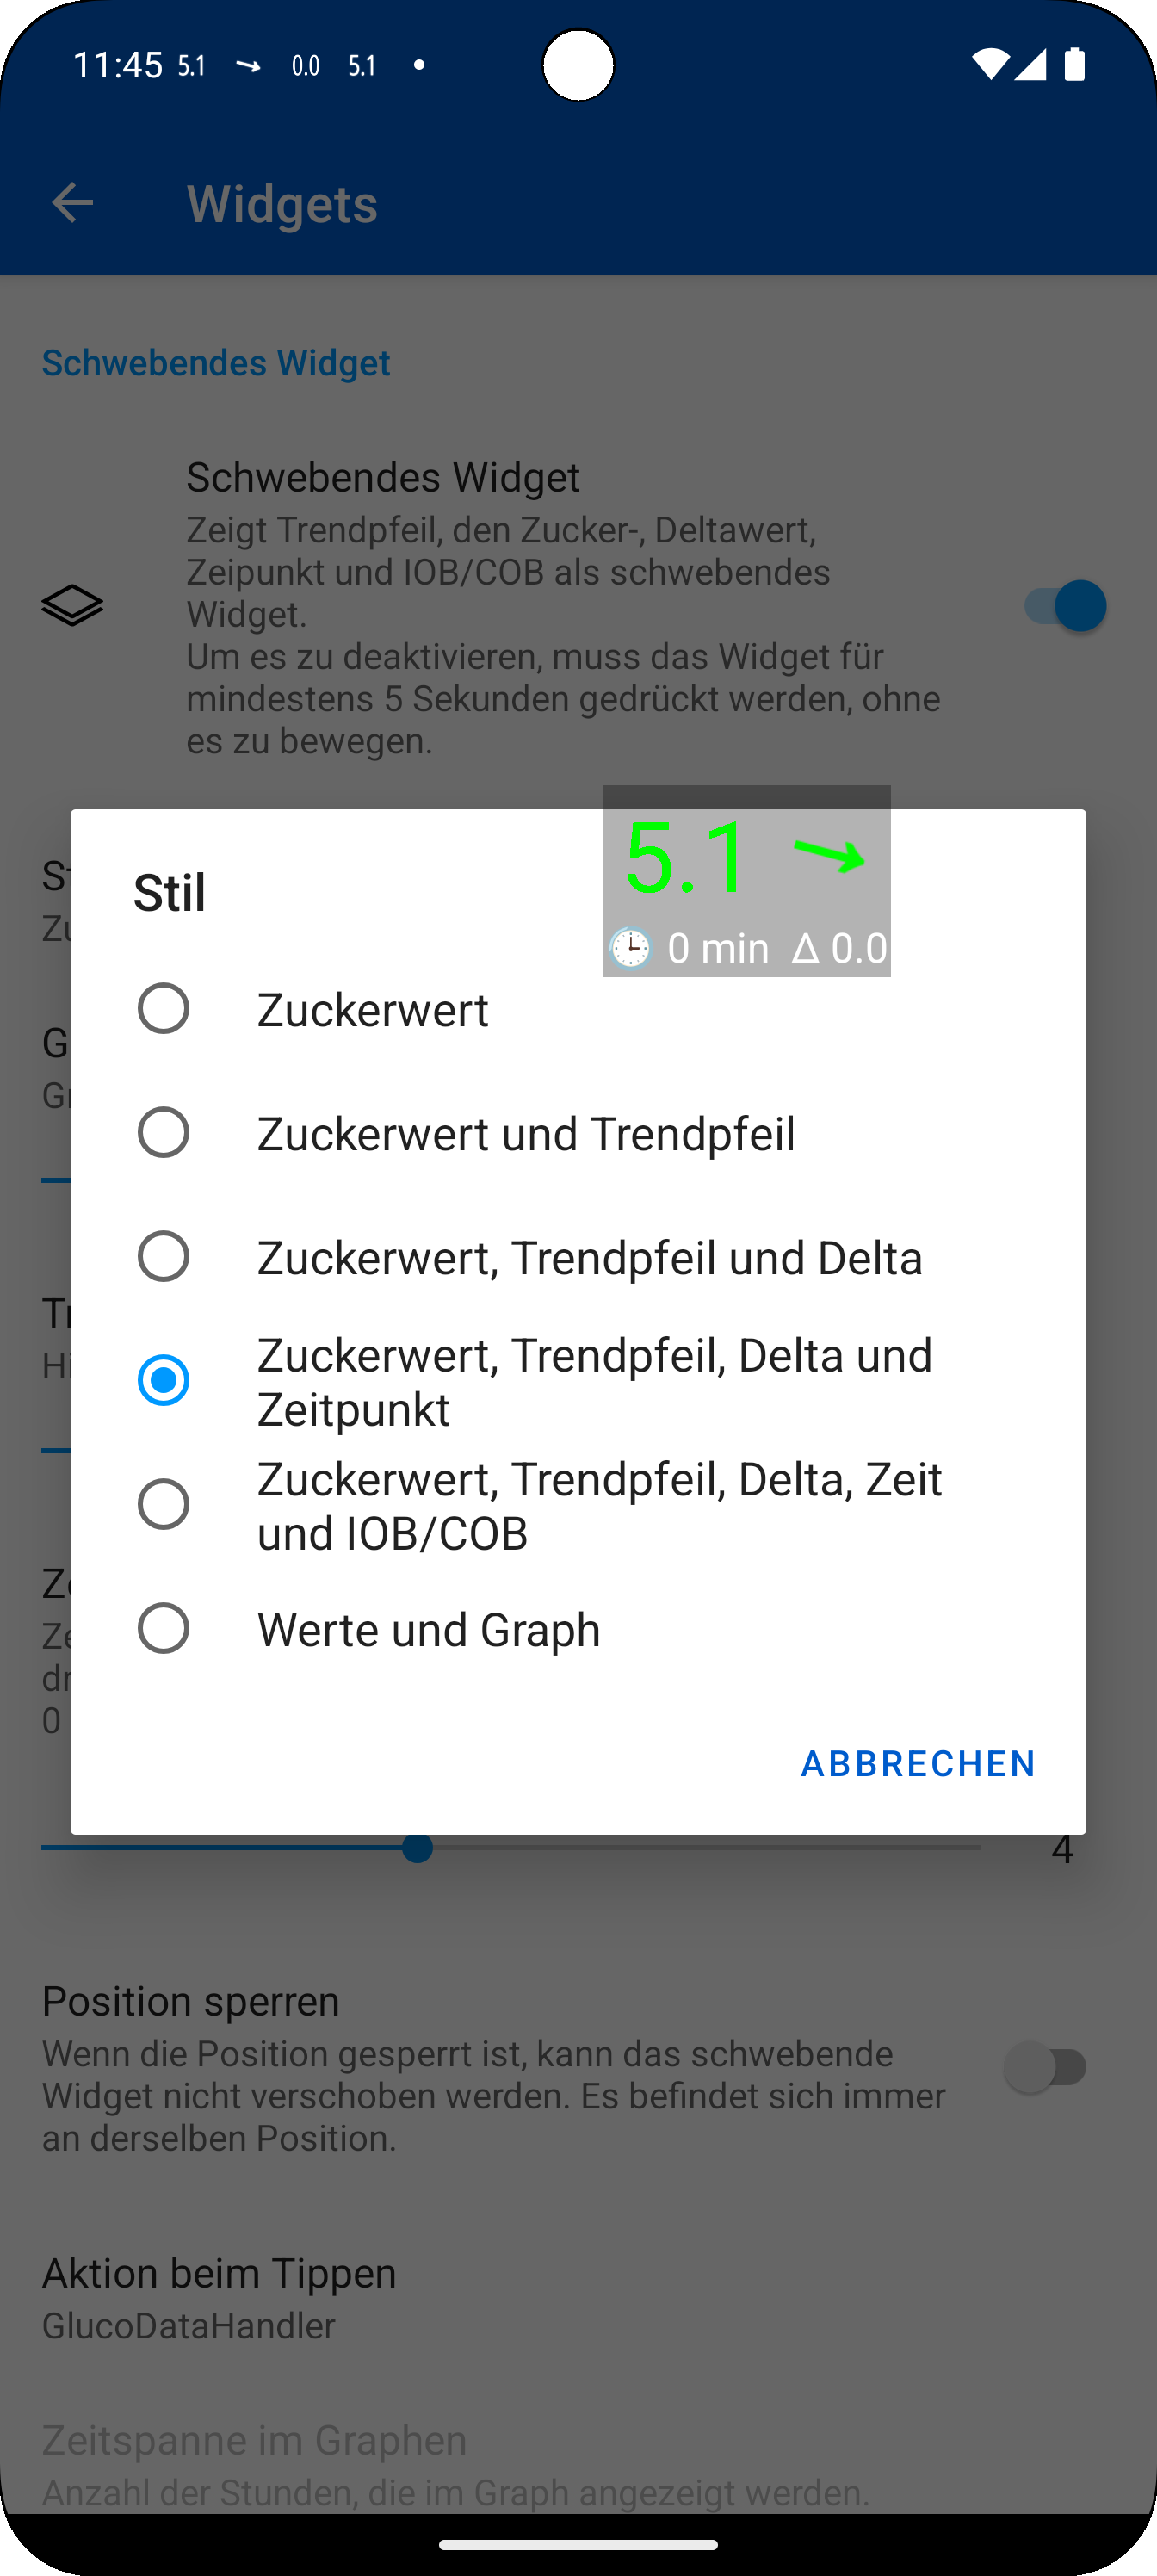 11:45 5.1 → 0.0 5.1 •
Widgets
Schwebendes Widget
Schwebendes Widget
Zeigt Trendpfeil, den Zucker-, Deltawert,
Zeipunkt und IOB/COB als schwebendes
Widget.
Um es zu deaktivieren, muss das Widget für
mindestens 5 Sekunden gedrückt werden, ohne
es zu bewegen.
5.1
0 min Δ 0.0
Stil
Zuckerwert
Zuckerwert und Trendpfeil
Zuckerwert, Trendpfeil und Delta
Zuckerwert, Trendpfeil, Delta und
Zeitpunkt
Zuckerwert, Trendpfeil, Delta, Zeit
und IOB/COB
Werte und Graph
0
ABBRECHEN
4
Position sperren
Wenn die Position gesperrt ist, kann das schwebende
Widget nicht verschoben werden. Es befindet sich immer
an derselben Position.
Aktion beim Tippen
GlucoDataHandler
Zeitspanne im Graphen
Anzahl der Stunden, die im Graph angezeigt werden.